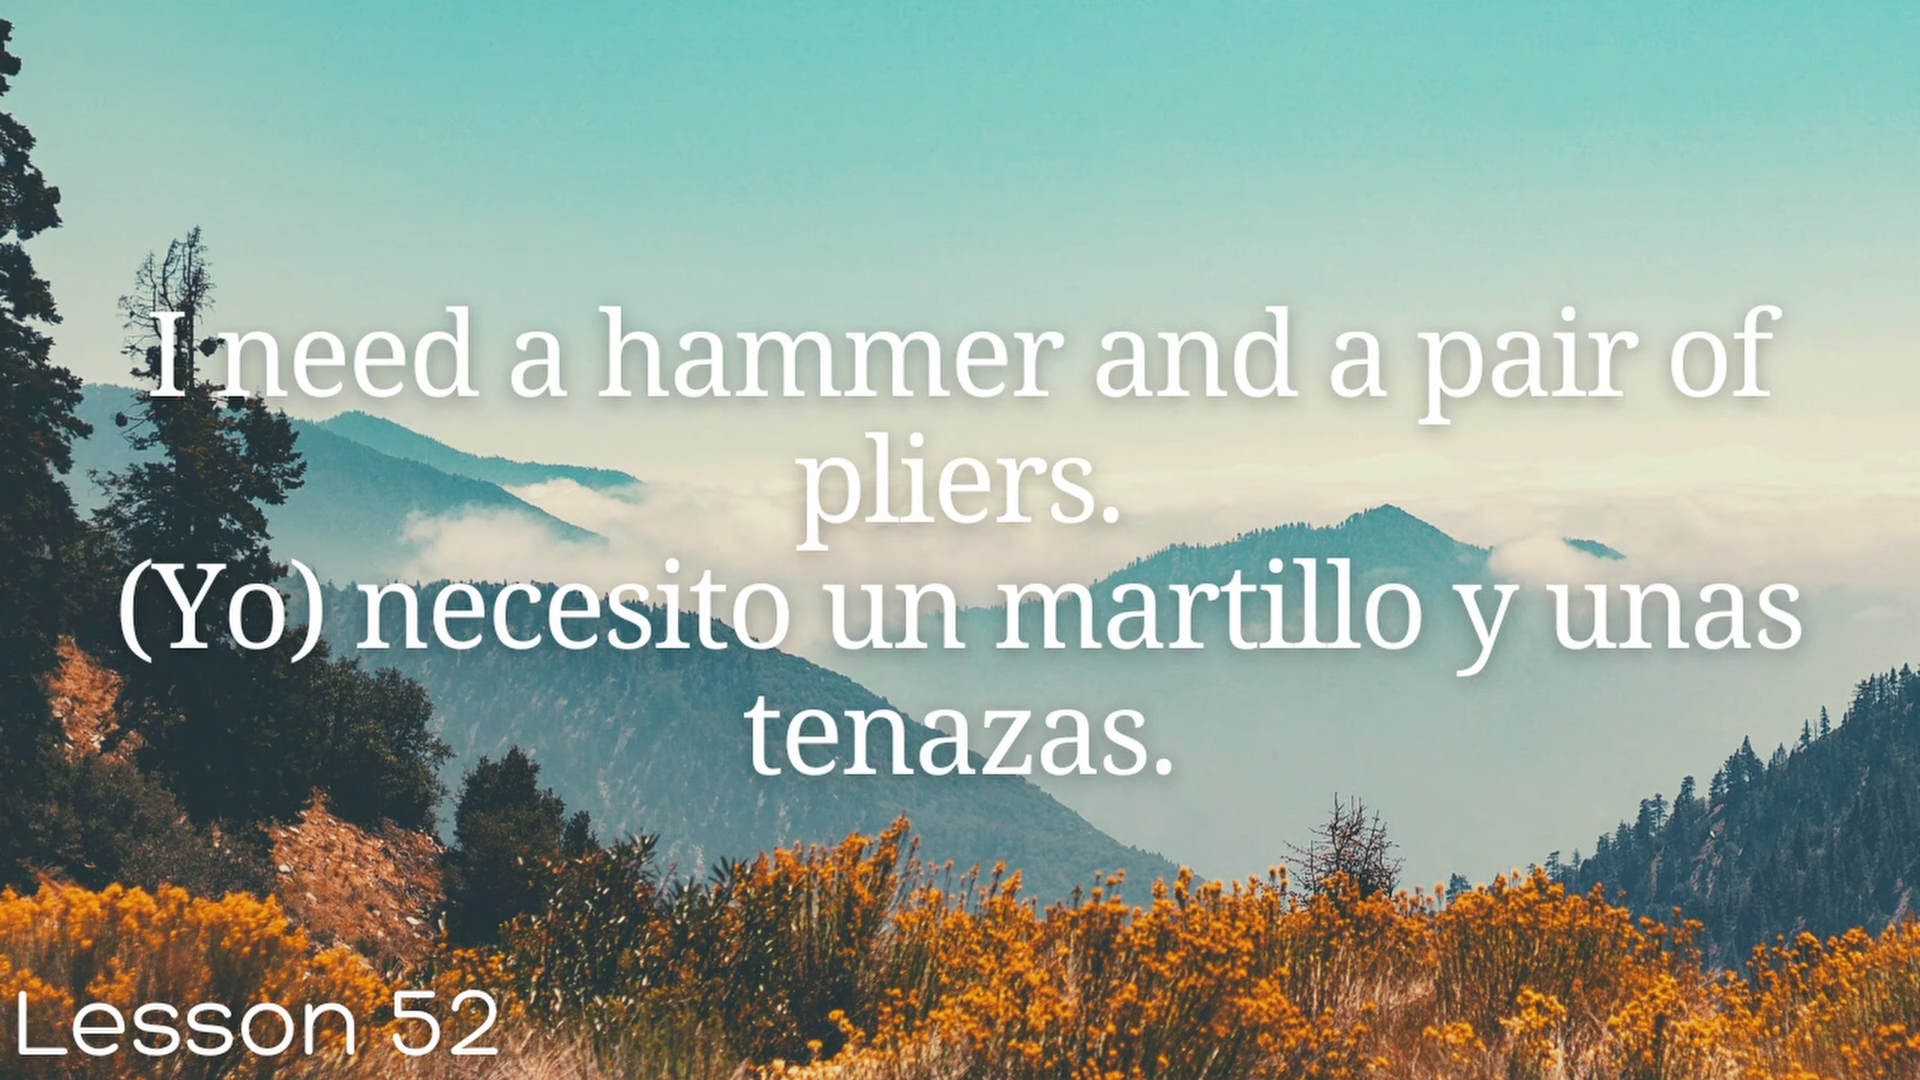 I need a hammer and a pair of
pliers.
(Yo) necesito un martillo y unas
tenazas.
Lesson 52